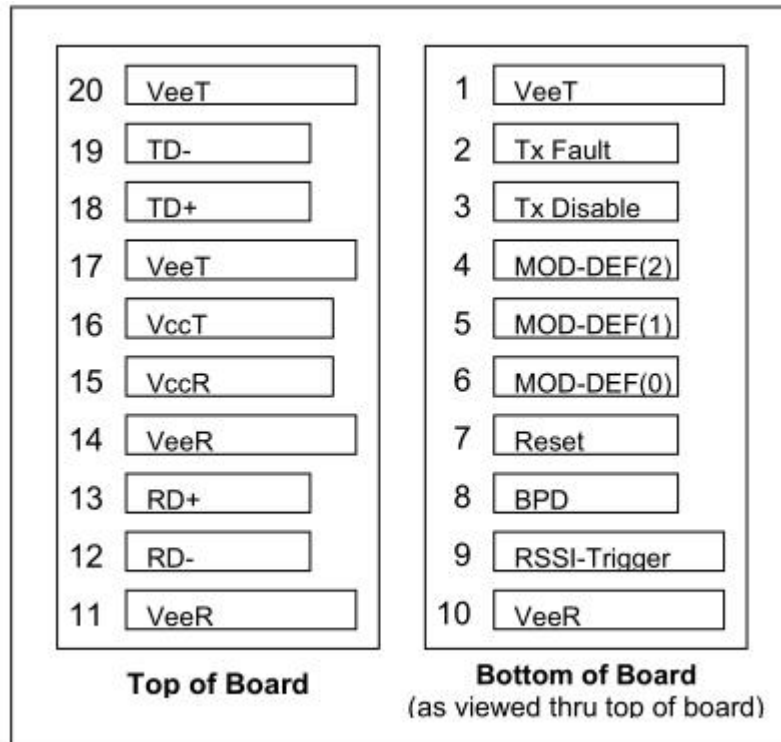 20 VeeT
19 TD-
18 TD+
17 VeeT
16 VccT
15 VccR
14 VeeR
13 RD+
12 RD-
11 VeeR
Top of Board
1 VeeT
2 Tx Fault
3 Tx Disable
4 MOD-DEF(2)
5 MOD-DEF(1)
6 MOD-DEF(0)
7 Reset
8 BPD
9 RSSI-Trigger
10 VeeR
Bottom of Board
(as viewed thru top of board)